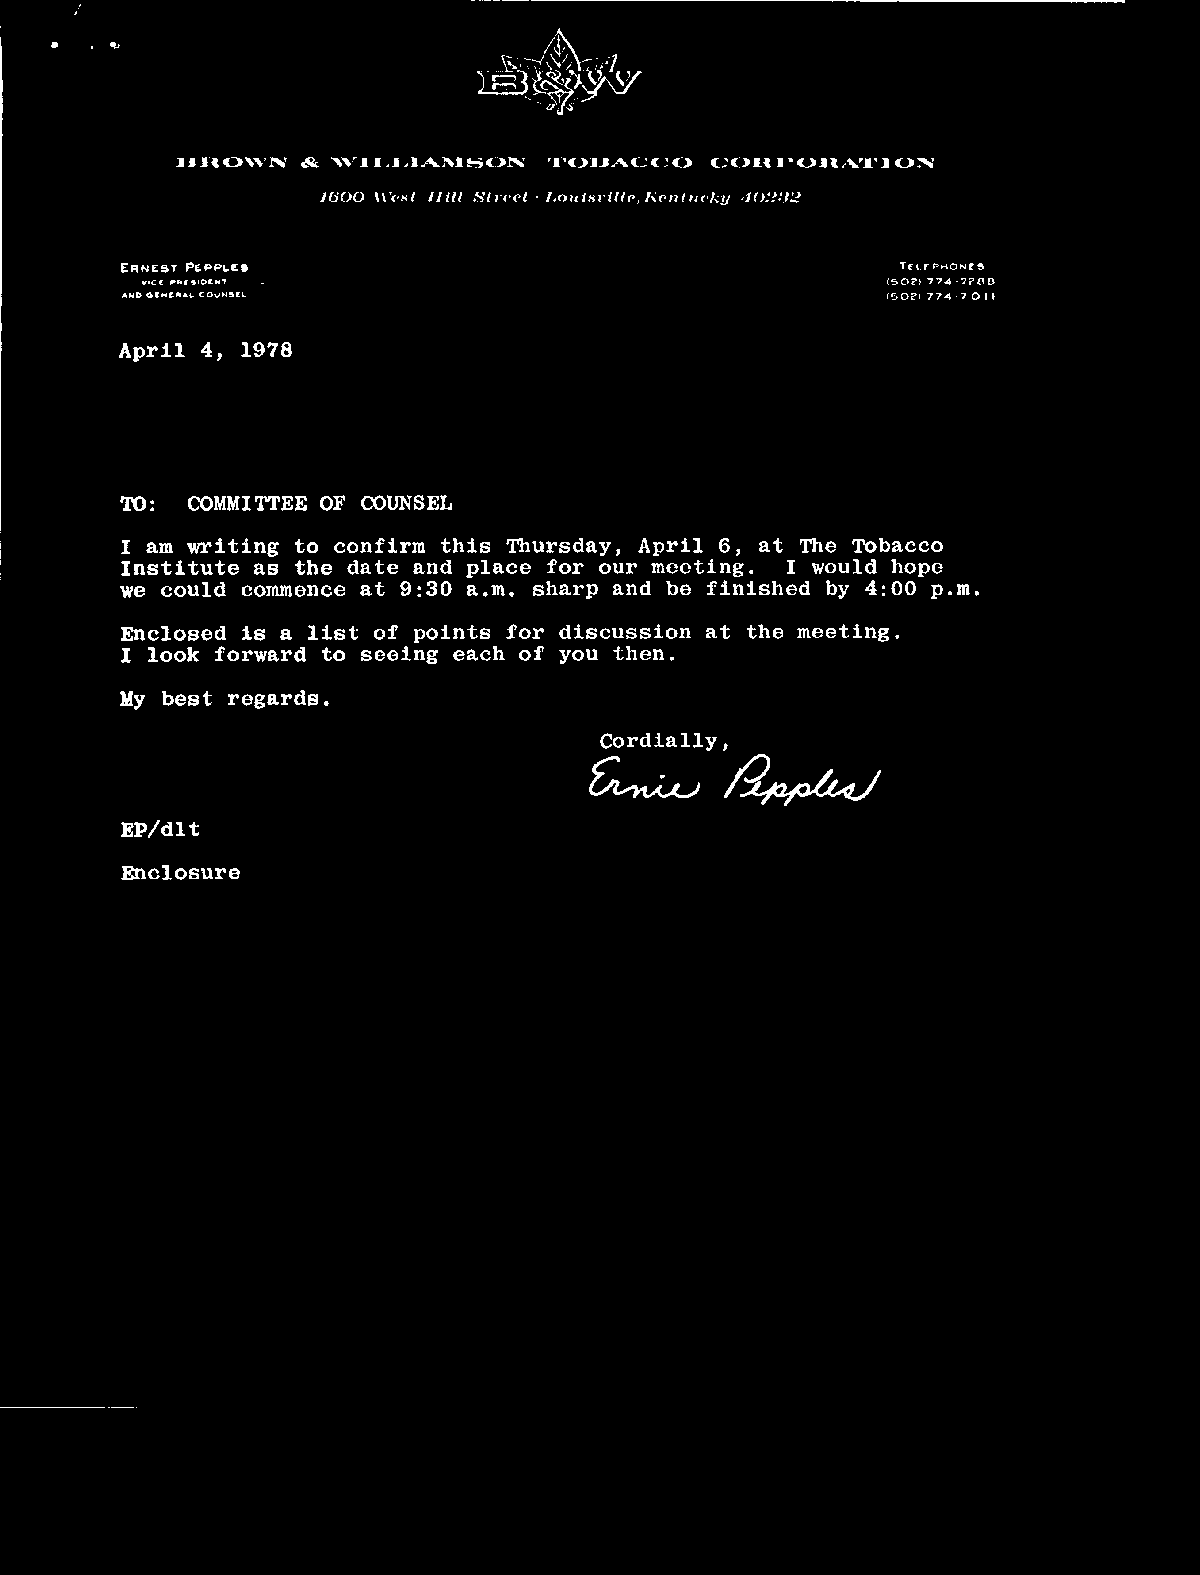 B&W
BROWN & WILLIAMSON TOBACCO CORPORATION
1600 West Hill Street · Louisville, Kentucky 40232
ERNEST PEPPLES
VICE PRESIDENT
AND GENERAL COUNSEL
TELEPHONES
(502) 774-7200
(502) 774-7011
April 4, 1978
TO: COMMITTEE OF COUNSEL
I am writing to confirm this Thursday, April 6, at The Tobacco
Institute as the date and place for our meeting. I would hope
we could commence at 9:30 a.m. sharp and be finished by 4:00 p.m.
Enclosed is a list of points for discussion at the meeting.
I look forward to seeing each of you then.
My best regards.
Cordially,
Ernie Pepples
EP/dlt
Enclosure